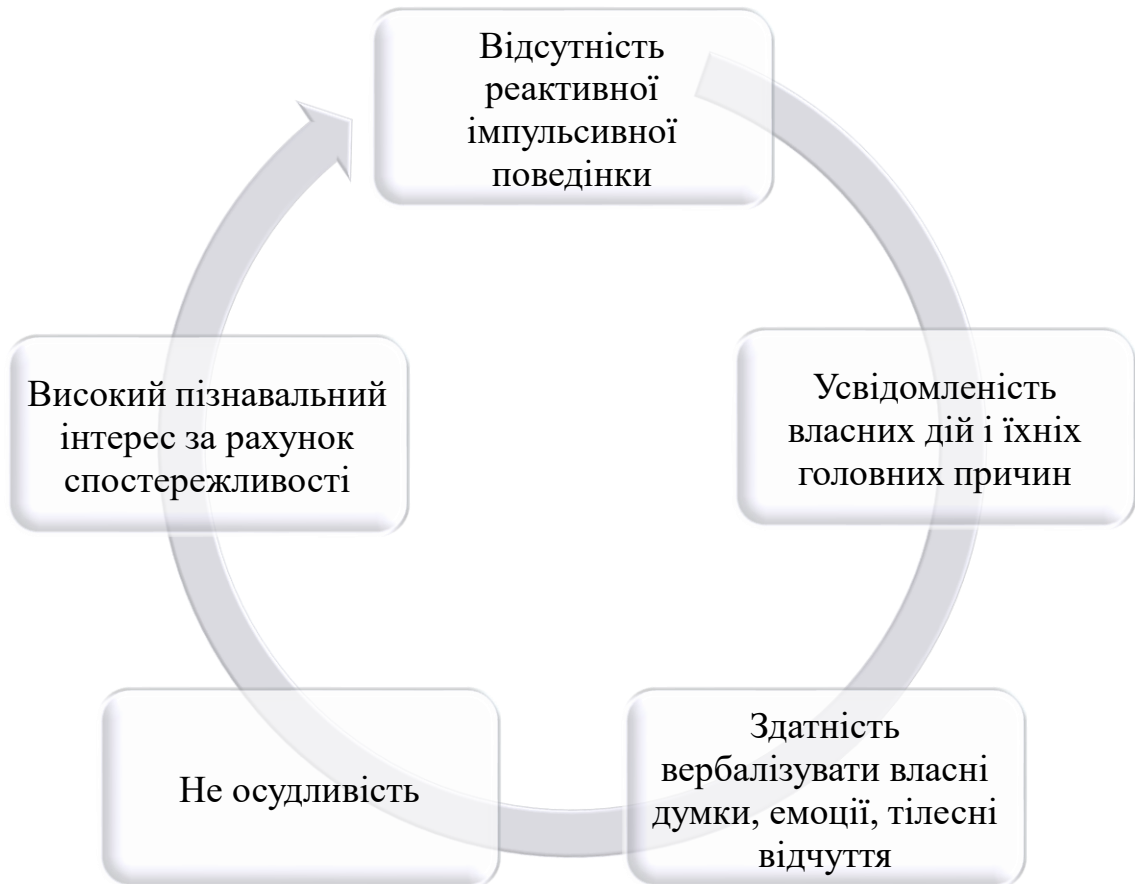 Відсутність
реактивної
імпульсивної
поведінки
Усвідомленість
власних дій і їхніх
головних причин
Здатність
вербалізувати власні
думки, емоції, тілесні
відчуття
Не осудливість
Високий пізнавальний
інтерес за рахунок
спостережливості